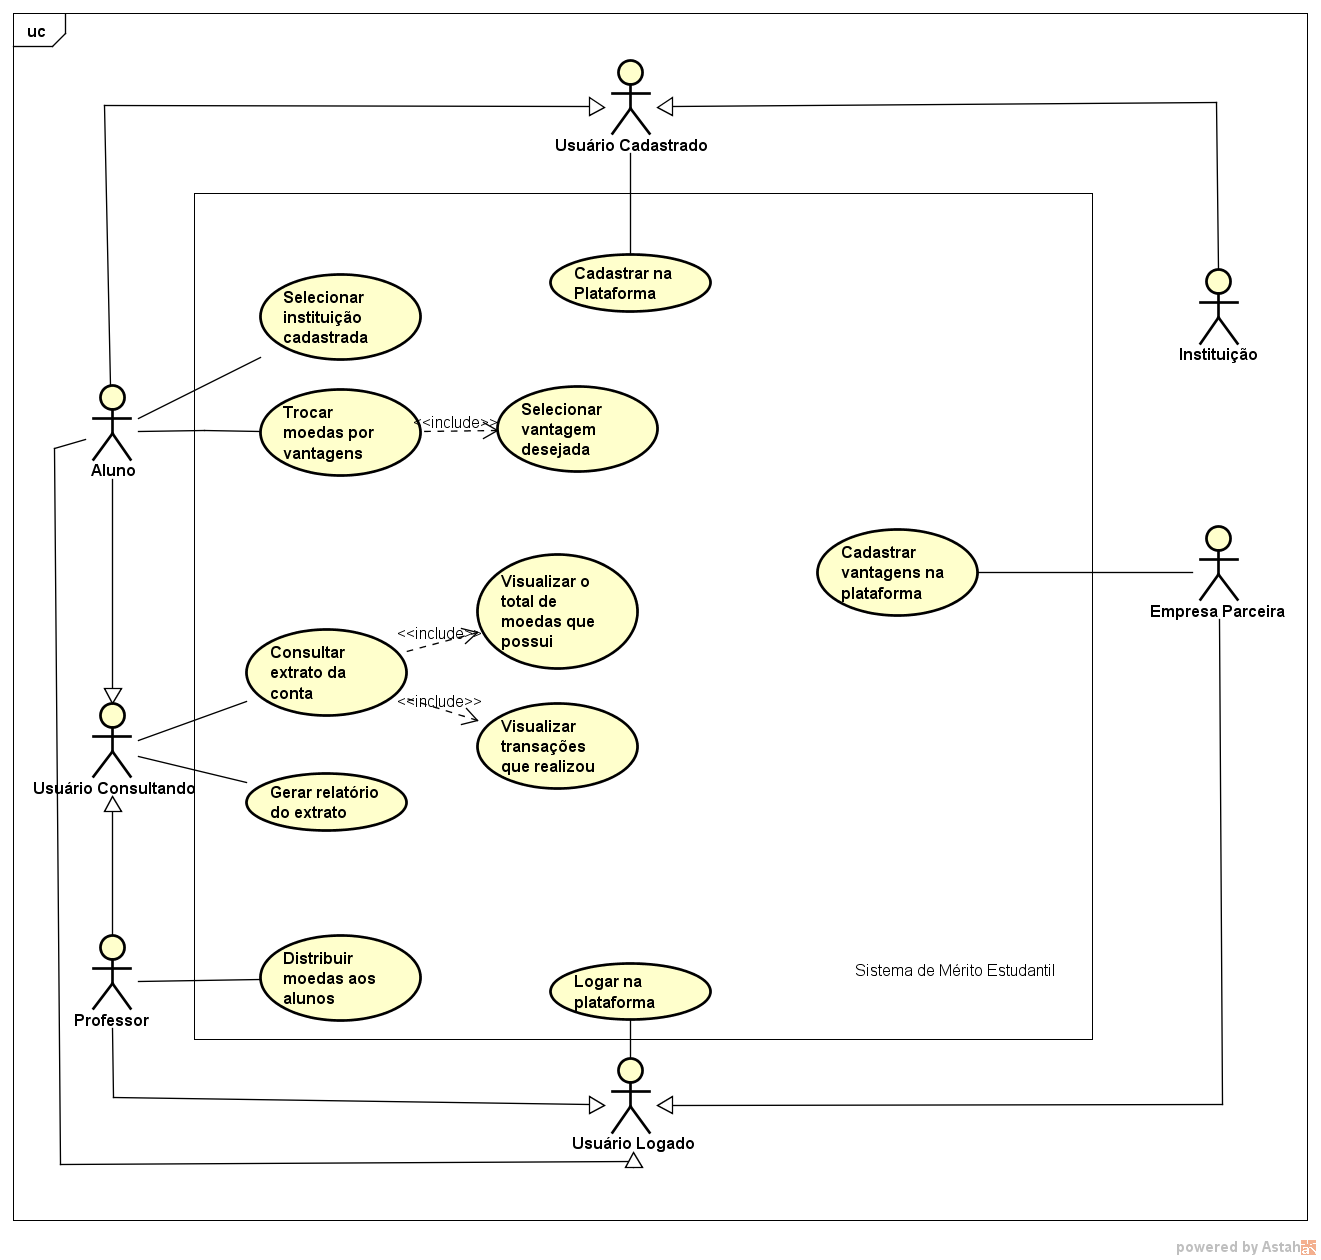 uc
Usuário Cadastrado
Cadastrar na
Plataforma
Selecionar
instituição
cadastrada
Instituição
Trocar
moedas por
vantagens
<<include>>
Selecionar
vantagem
desejada
Aluno
Cadastrar
vantagens na
plataforma
Empresa Parceira
Visualizar o
total de
moedas que
possui
<<include>>
Consultar
extrato da
conta
<<include>>
Visualizar
transações
que realizou
Usuário Consultando
Gerar relatório
do extrato
Distribuir
moedas aos
alunos
Professor
Logar na
plataforma
Sistema de Mérito Estudantil
Usuário Logado
powered by Astah